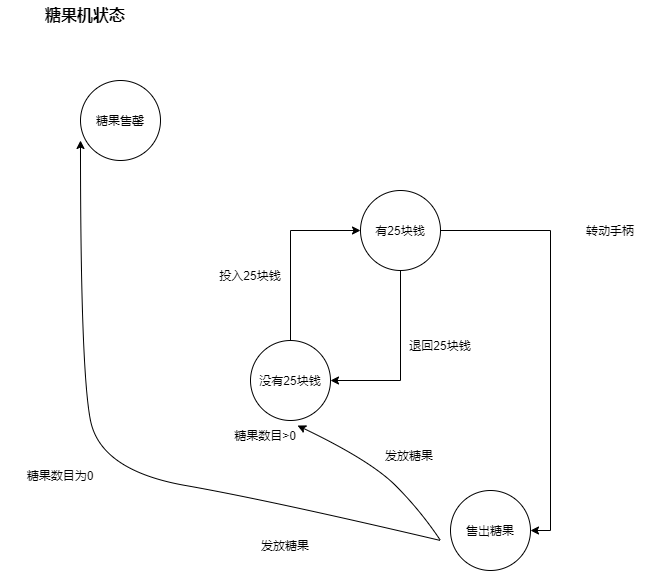 糖果机状态
糖果售罄
有25块钱
转动手柄
投入25块钱
退回25块钱
没有25块钱
糖果数目>0
发放糖果
糖果数目为0
售出糖果
发放糖果